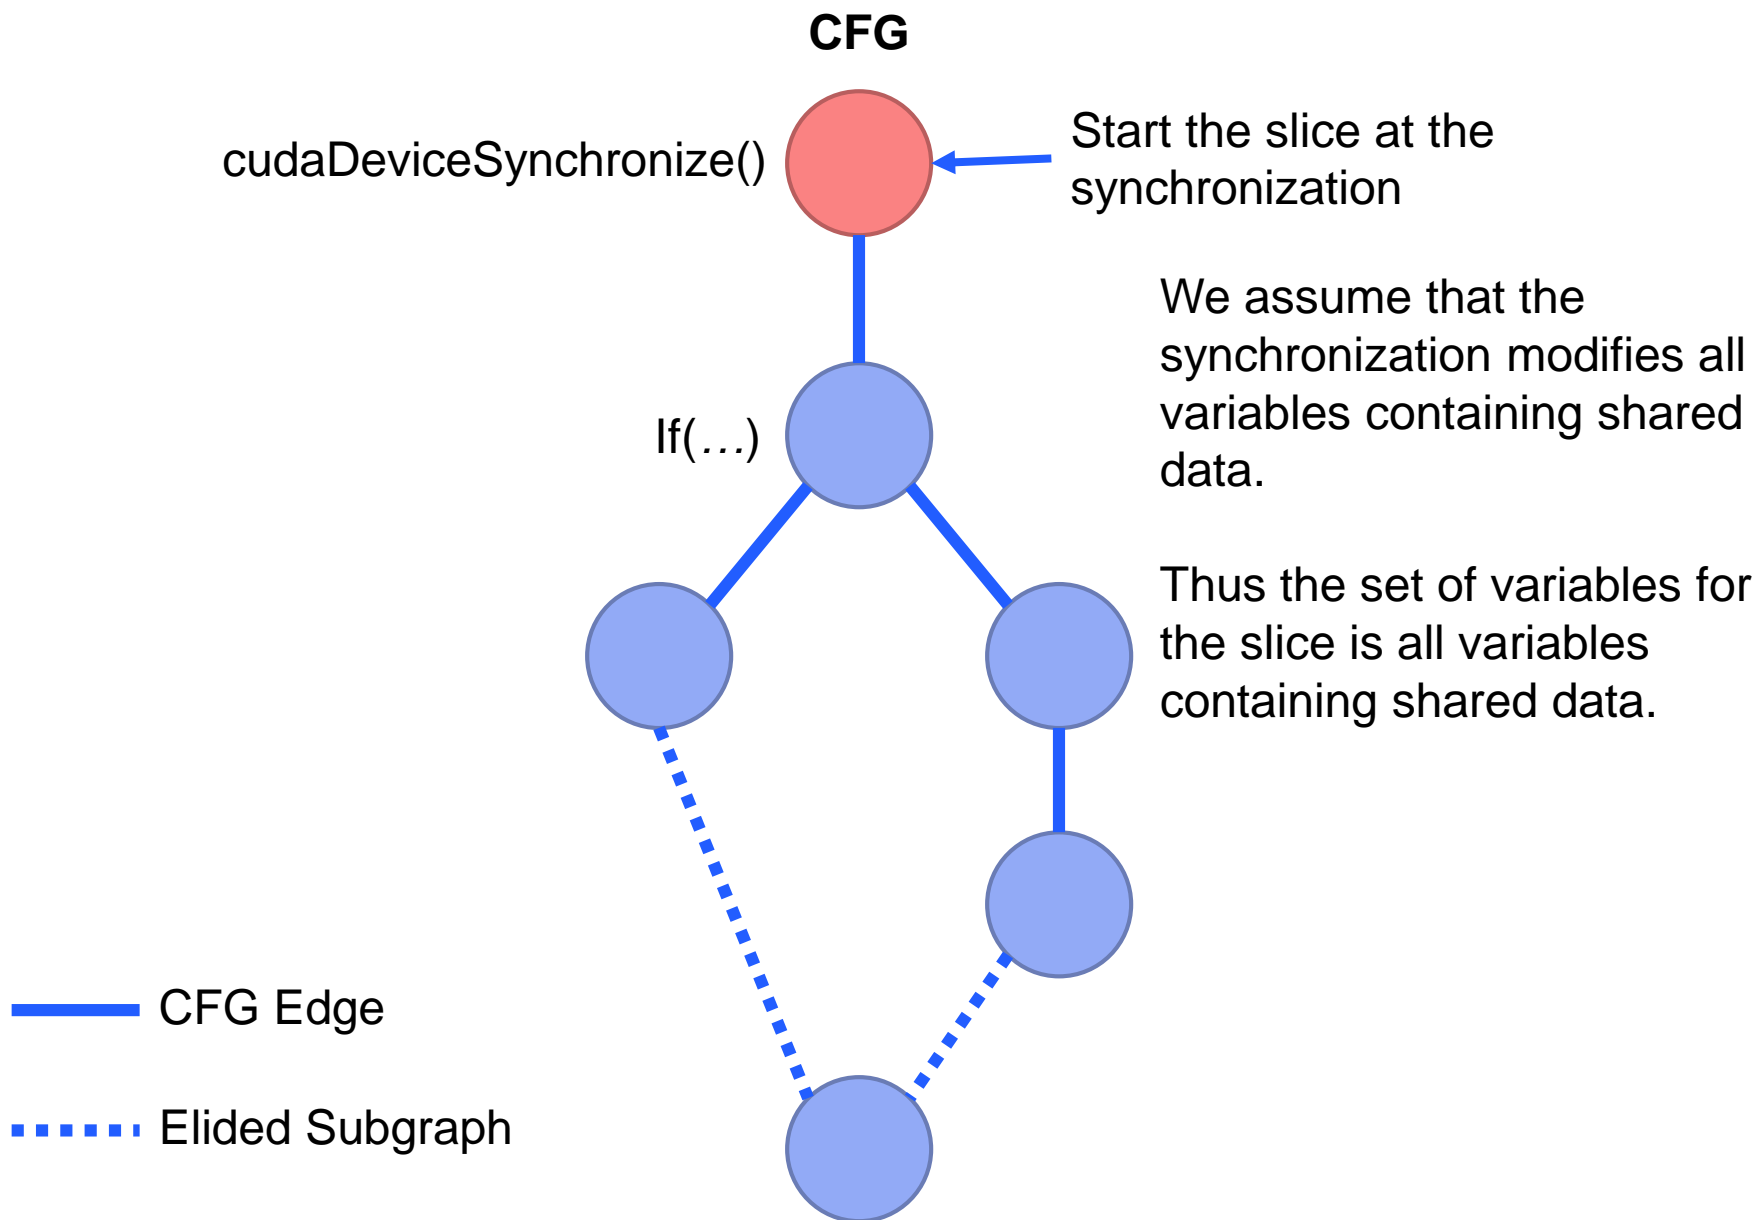 CFG
cudaDeviceSynchronize()
Start the slice at the
synchronization
We assume that the
synchronization modifies all
variables containing shared
data.
If(…)
Thus the set of variables for
the slice is all variables
containing shared data.
CFG Edge
Elided Subgraph